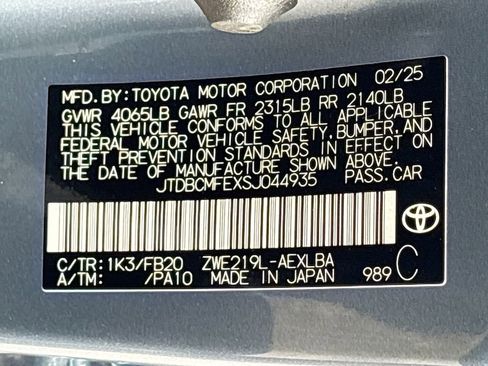 MFD.BY: TOYOTA MOTOR CORPORATION 02/25
GVWR 4065LB GAWR FR 2315LB RR 2140LB
THIS VEHICLE CONFORMS TO ALL APPLICABLE
FEDERAL MOTOR VEHICLE SAFETY, BUMPER, AND
THEFT PREVENTION STANDARDS IN EFFECT ON
THE DATE OF MANUFACTURE SHOWN ABOVE.
JTDBCMFEXSJ044935 PASS.CAR
C/TR: 1K3/FB20 ZWE219L-AEXLBA
A/TM: /PA10 MADE IN JAPAN 989 C